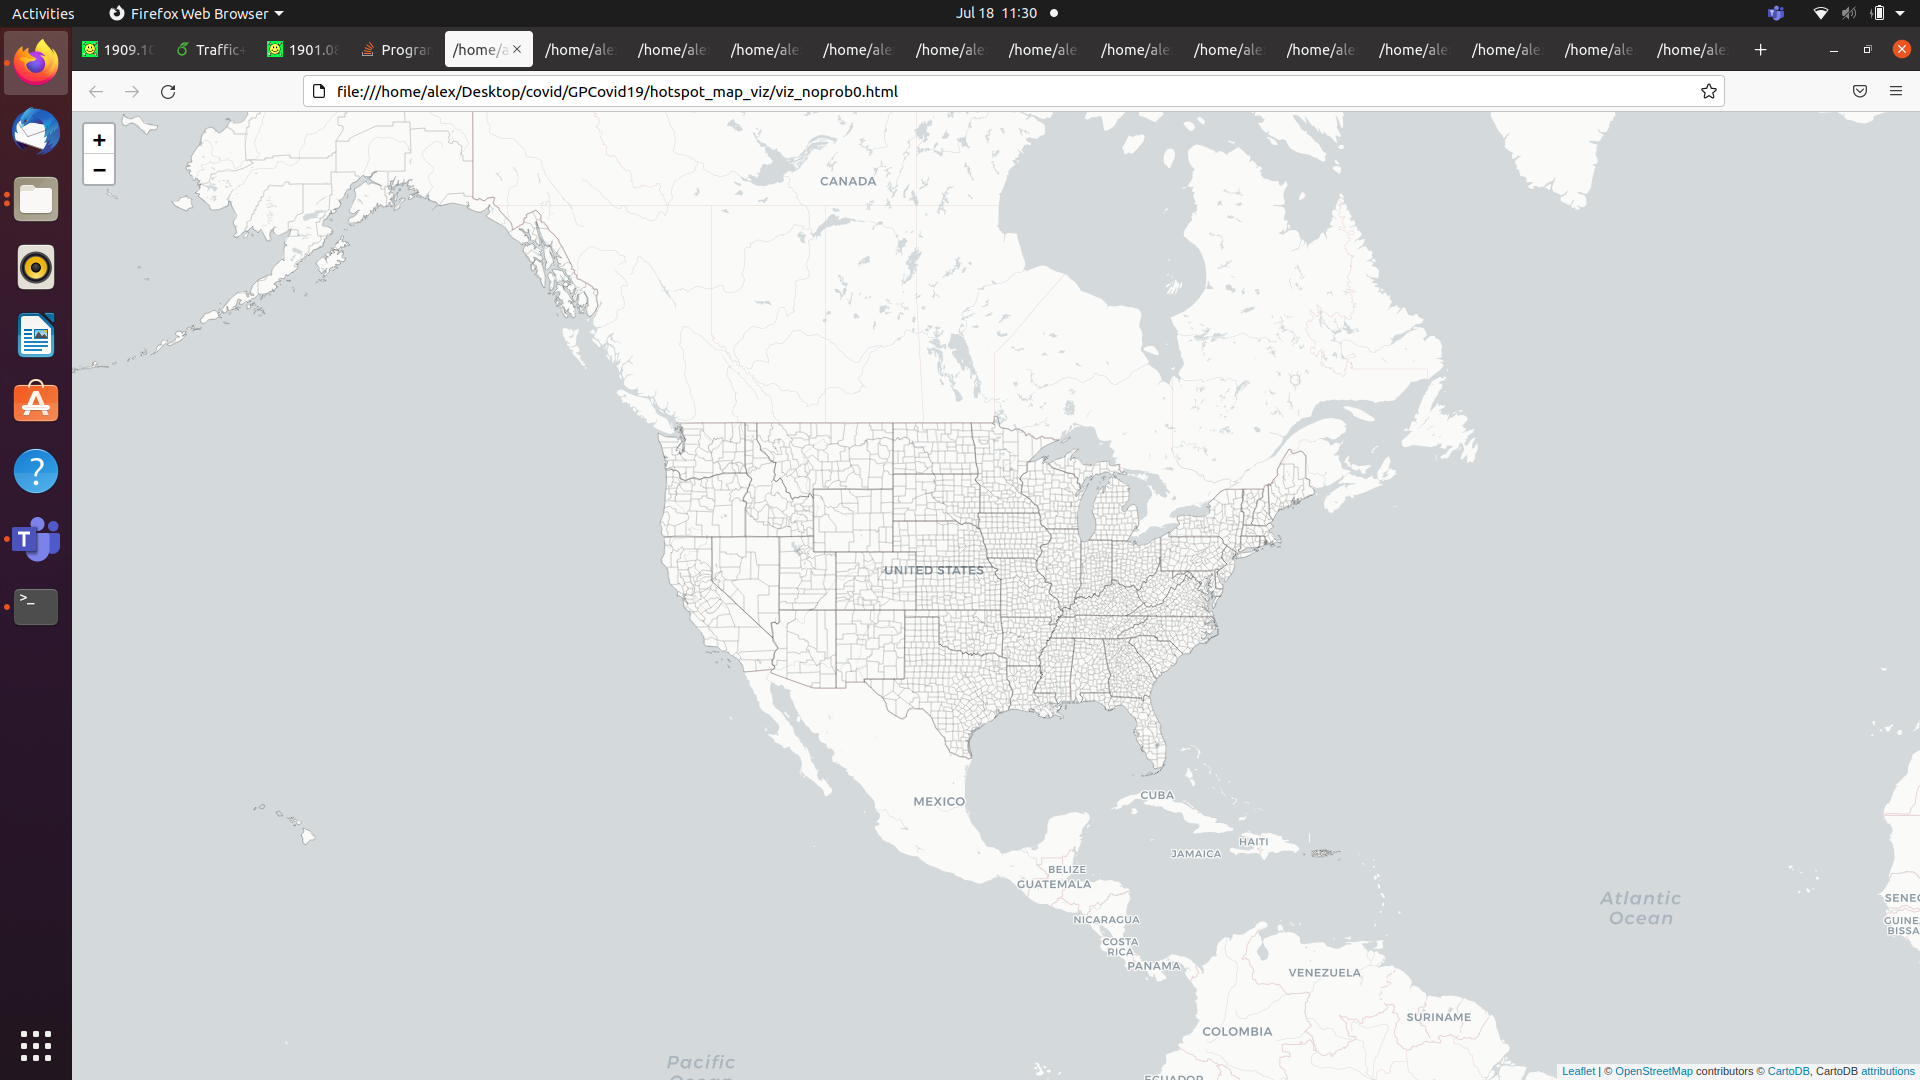 Activities
Firefox Web Browser
Jul 18 11:30
1909.10
Traffic
1901.08
Program
/home/a
/home/ale
/home/ale
/home/ale
/home/ale
/home/ale
/home/ale
/home/ale
/home/ale
/home/ale
/home/ale
/home/ale
/home/ale
/home/ale
file:///home/alex/Desktop/covid/GPCovid19/hotspot_map_viz/viz_noprob0.html
+
−
CANADA
UNITED STATES
MEXICO
CUBA
HAITI
JAMAICA
BELIZE
GUATEMALA
NICARAGUA
COSTA
RICA
PANAMA
VENEZUELA
COLOMBIA
SURINAME
ECUADOR
Atlantic
Ocean
SENEG
GUINE
BISSA
Pacific
Ocean
Leaflet | © OpenStreetMap contributors © CartoDB, CartoDB attributions